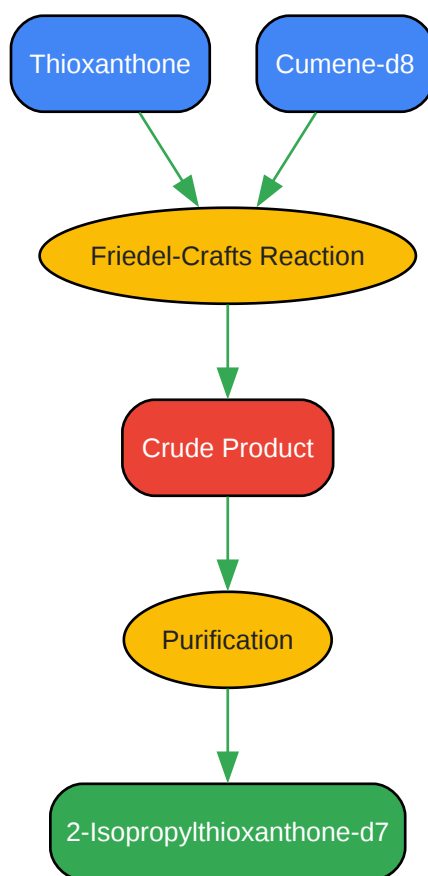 Thioxanthone
Cumene-d8
Friedel-Crafts Reaction
Crude Product
Purification
2-Isopropylthioxanthone-d7